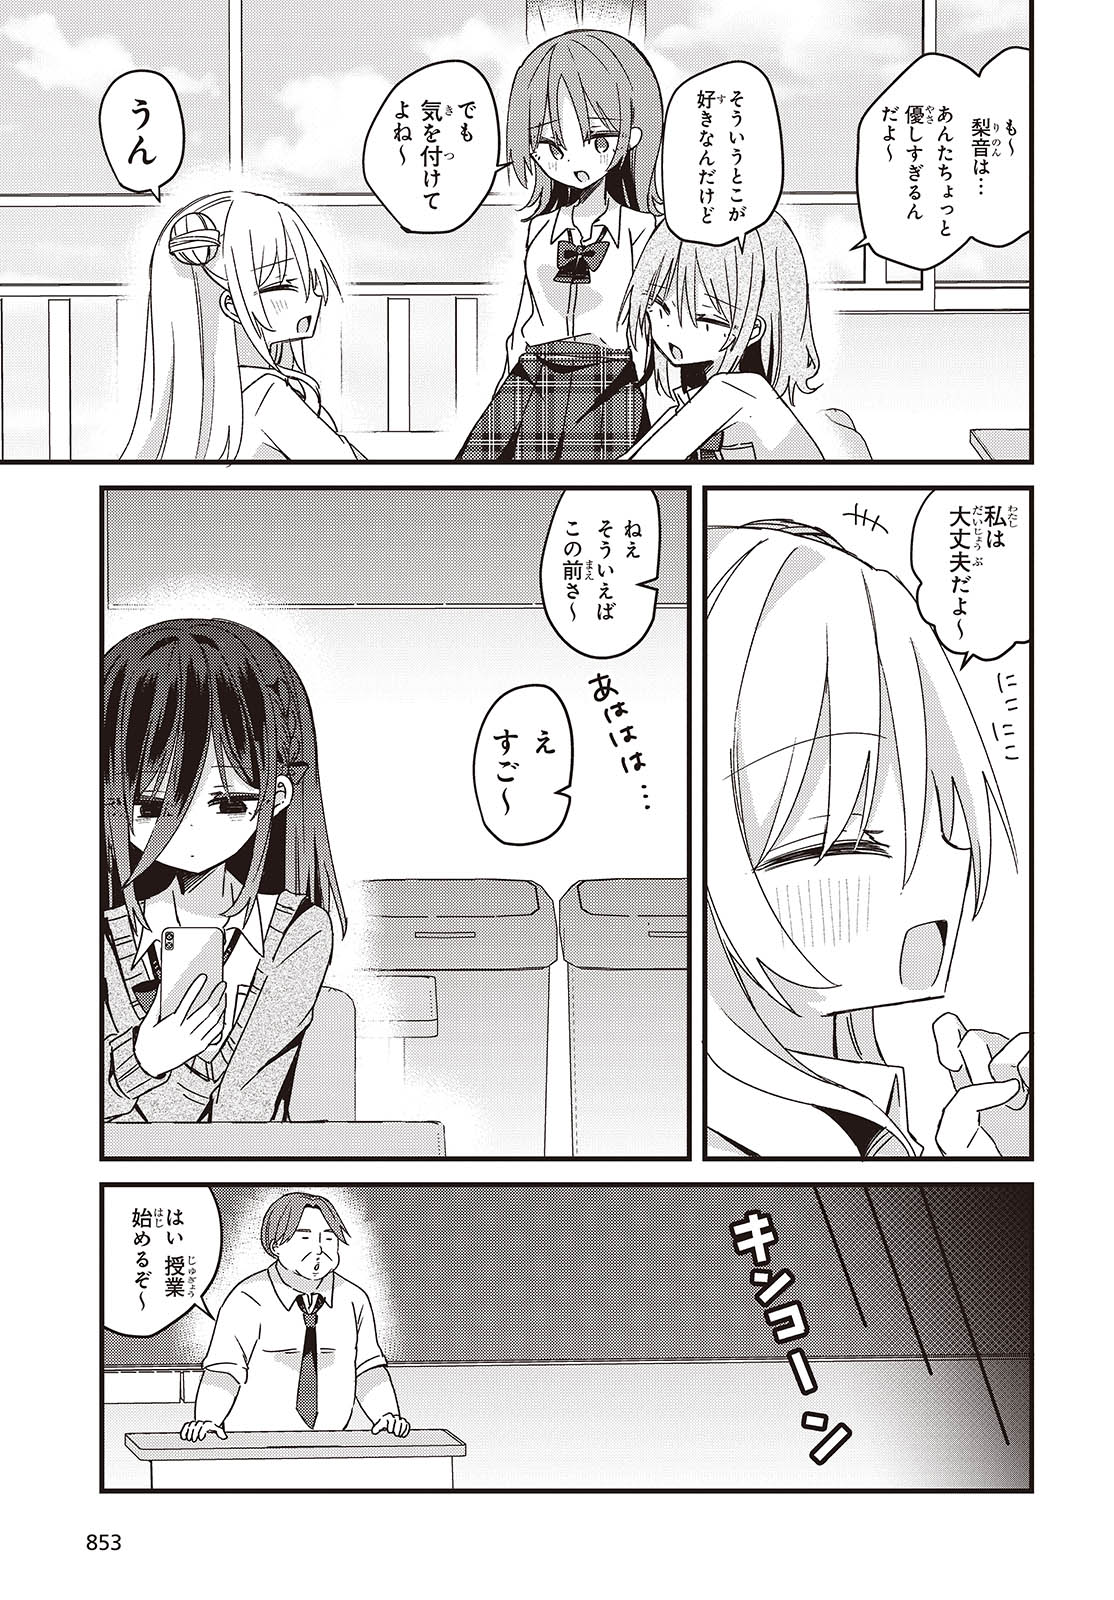 も〜
梨音は…
あんたちょっと
優しすぎるん
だよ〜
そういうとこが
好きなんだけど
でも
気を付けて
よね〜
うん
私は
大丈夫だよ〜
にこにこ
ねえ
そういえば
この前さ〜
あははは…
え
すご〜
キンコーン
はい 授業
始めるぞ〜
853